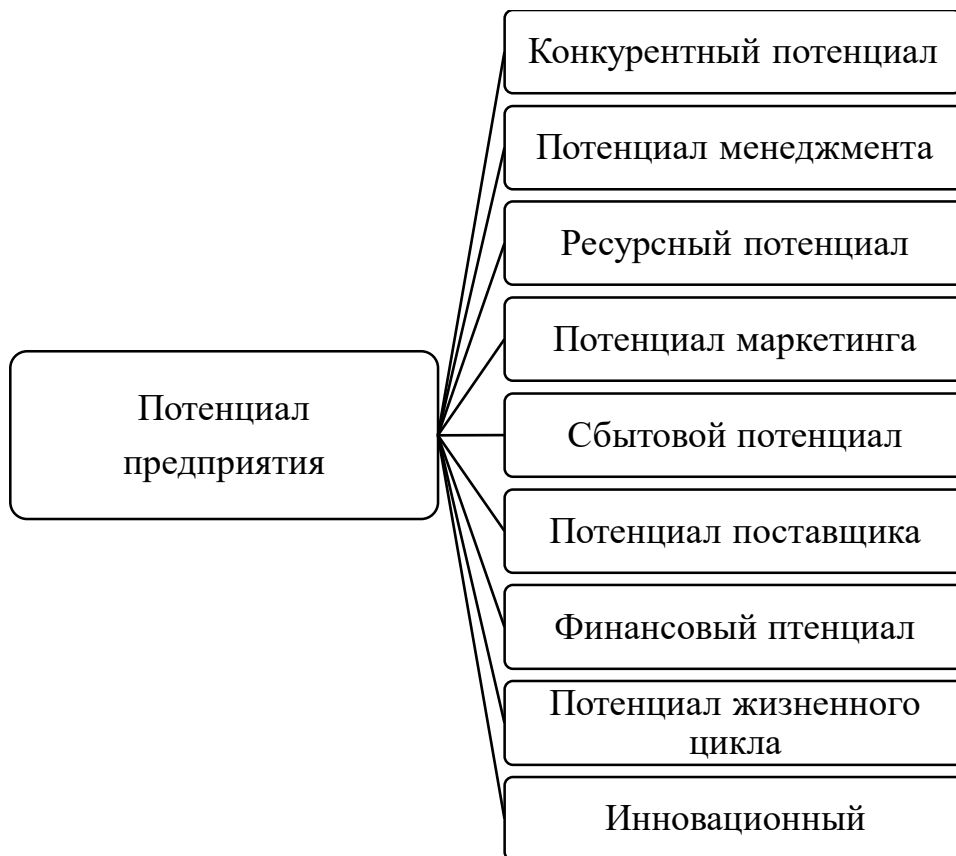 Конкурентный потенциал
Потенциал менеджмента
Ресурсный потенциал
Потенциал маркетинга
Потенциал
предприятия
Сбытовой потенциал
Потенциал поставщика
Финансовый птенциал
Потенциал жизненного
цикла
Инновационный